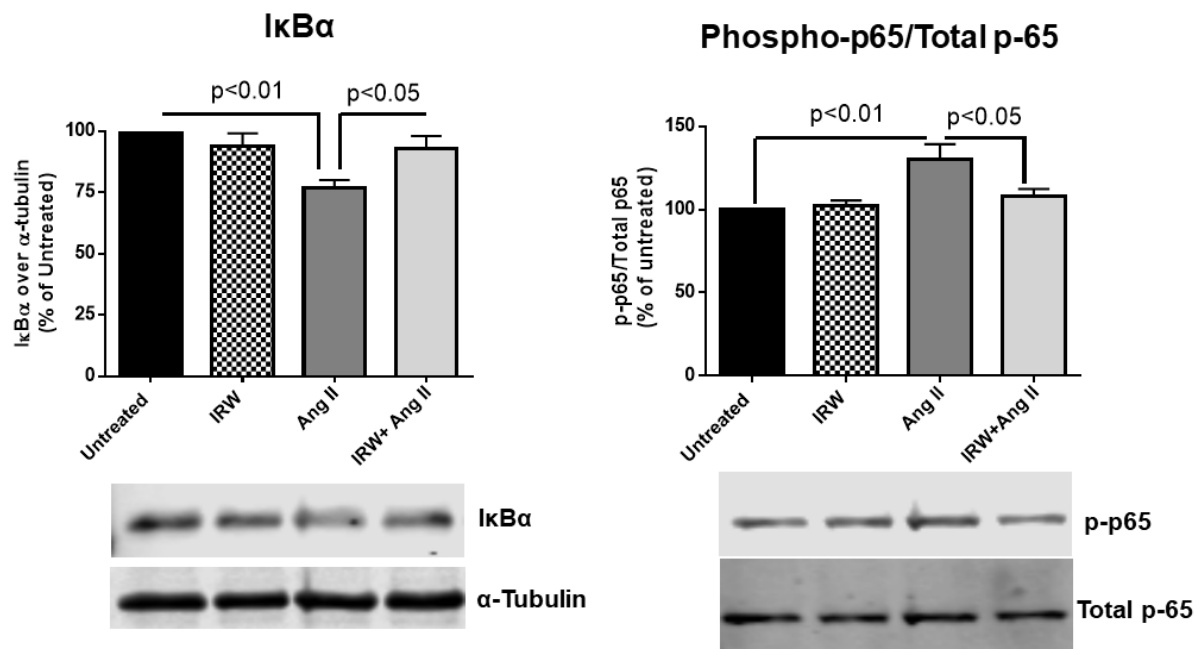 IκBα
p<0.01
p<0.05
100
75
50
25
0
IκBα over α-tubulin
(% of Untreated)
Untreated
IRW
Ang II
IRW+ Ang II
IκBα
α-Tubulin
Phospho-p65/Total p-65
p<0.01
p<0.05
150
100
50
0
p-p65/Total p65
(% of untreated)
Untreated
IRW
Ang II
IRW+Ang II
p-p65
Total p-65